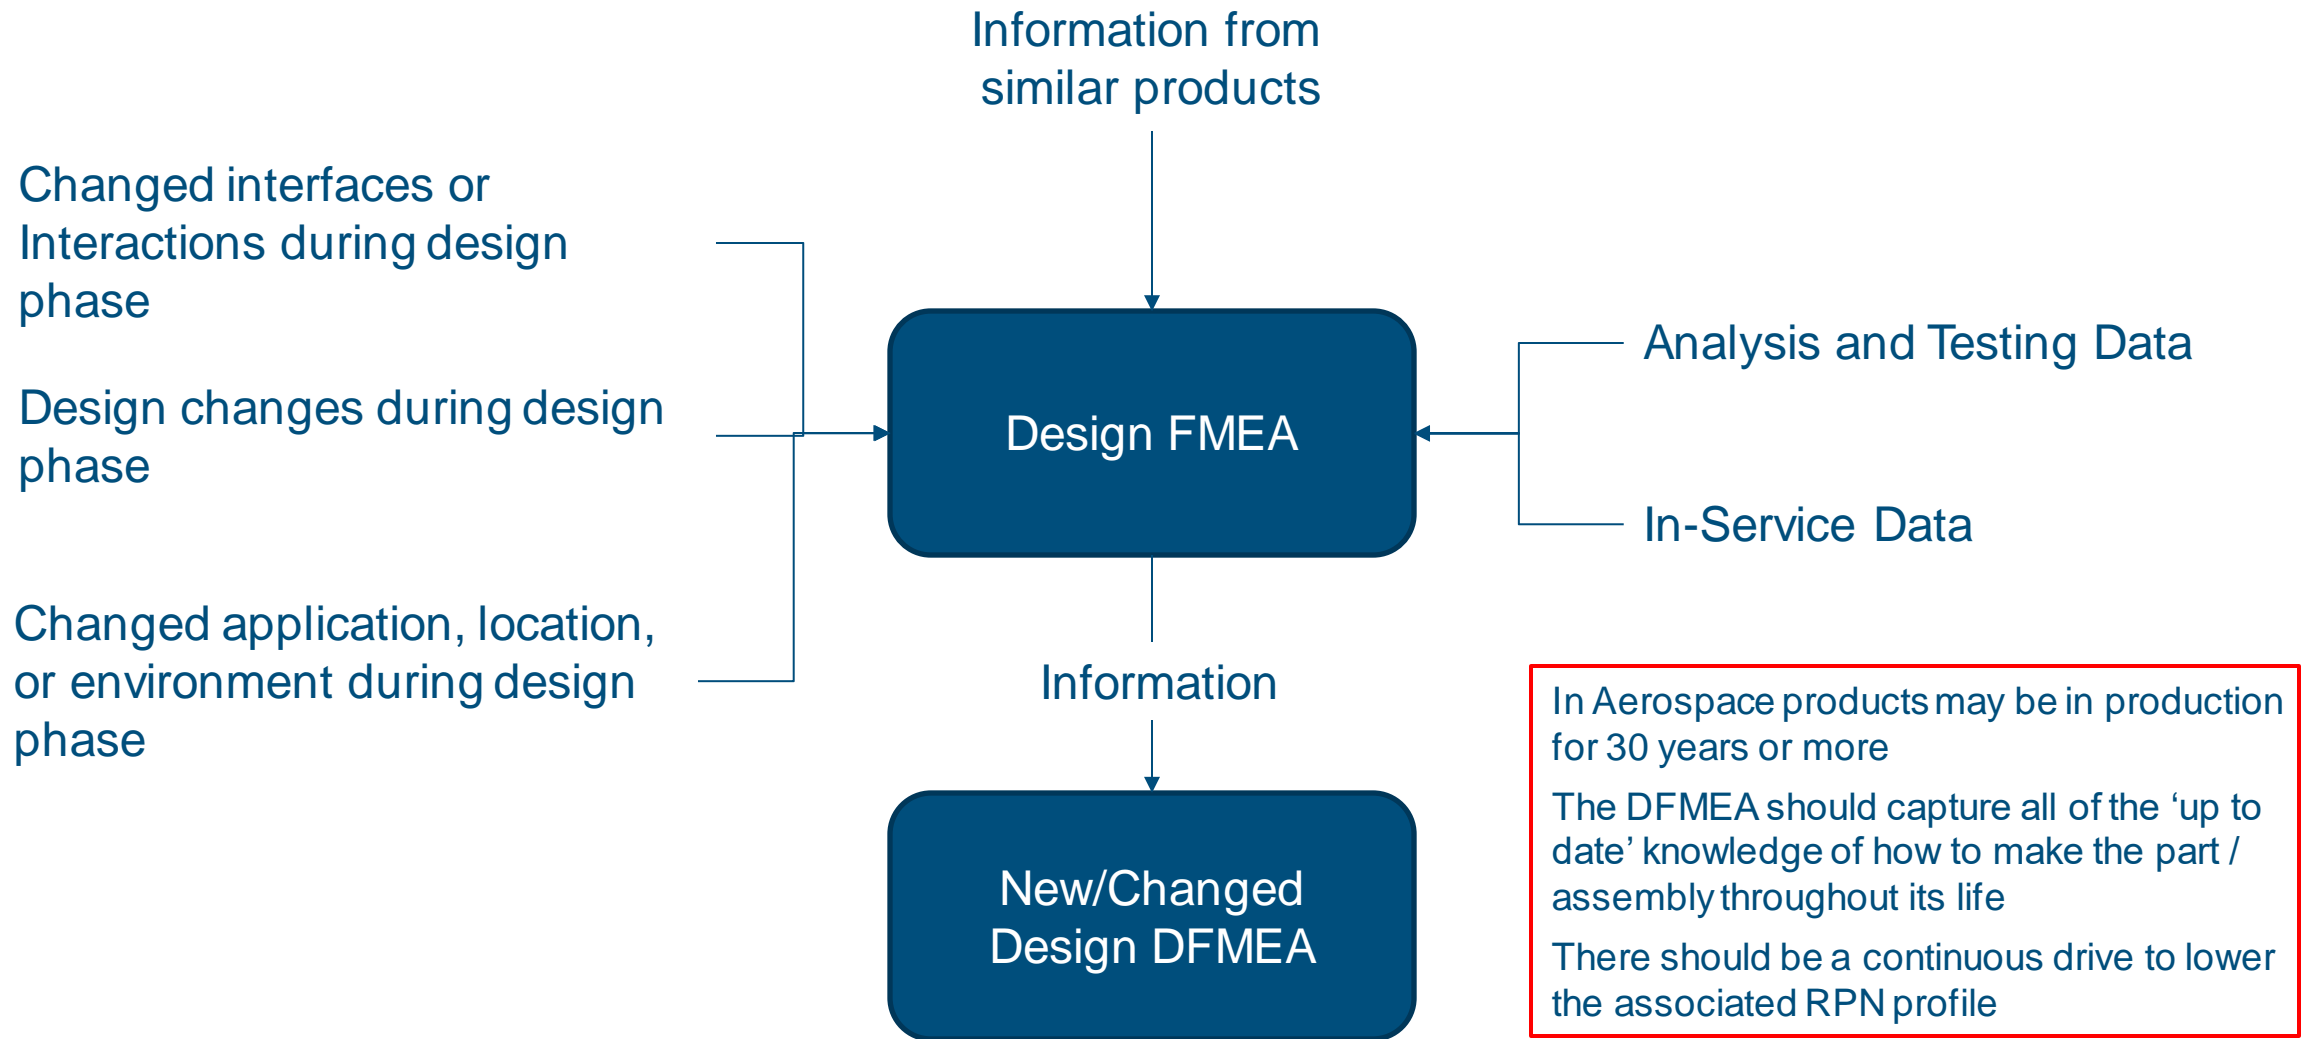 Information from
similar products
Changed interfaces or
Interactions during design
phase
Design changes during design
phase
Changed application, location,
or environment during design
phase
Design FMEA
Analysis and Testing Data
In-Service Data
Information
New/Changed
Design DFMEA
In Aerospace products may be in production
for 30 years or more
The DFMEA should capture all of the ‘up to
date’ knowledge of how to make the part /
assembly throughout its life
There should be a continuous drive to lower
the associated RPN profile